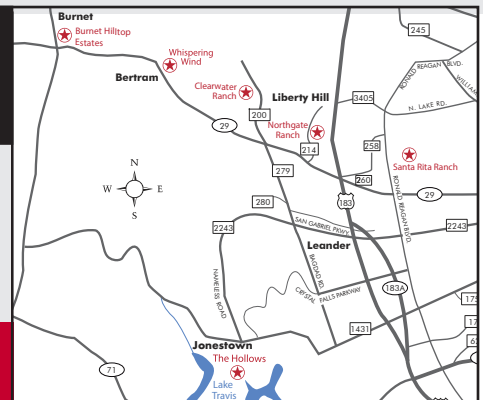 Burnet
Burnet Hilltop
Estates
245
Whispering
Wind
Bertram
RONALD REAGAN BLVD.
Clearwater
Ranch
Liberty Hill
3405
N. LAKE RD.
200
29
Northgate
Ranch
214
258
Santa Rita Ranch
N
W E
S
279
260
280
183
29
RONALD REAGAN BLVD.
2243
SAN GABRIEL PKWY.
2243
Leander
BAGDAD RD.
NAMELESS ROAD
CRYSTAL FALLS PARKWAY
183A
1431
Jonestown
The Hollows
71
Lake
Travis